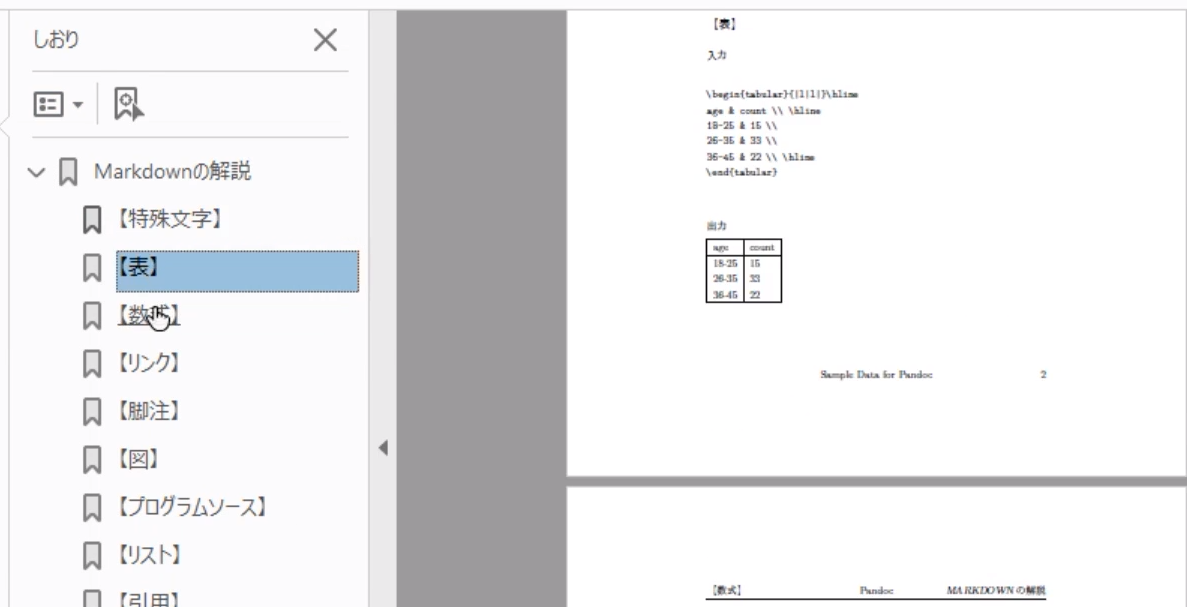 しおり
Markdownの解説
【特殊文字】
【表】
【数式】
【リンク】
【脚注】
【図】
【プログラムソース】
【リスト】
【引用】
【表】
入力
\begin{tabular}{|l|l|}\hline
age & count \\ \hline
18-25 & 15 \\
26-35 & 33 \\
36-45 & 22 \\ \hline
\end{tabular}
出力
age count
18-25 15
26-35 33
36-45 22
Sample Data for Pandoc 2
【数式】 Pandoc MARKDOWN の解説